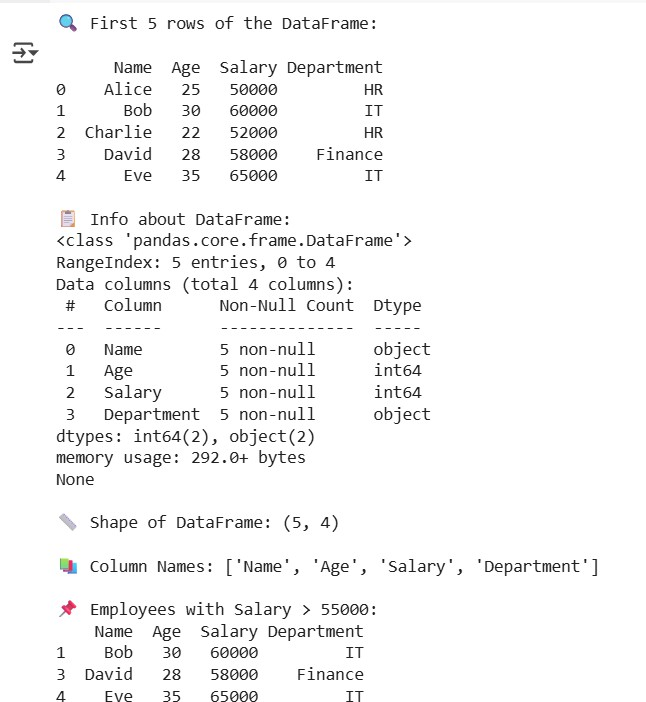 🔍 First 5 rows of the DataFrame:
      Name  Age  Salary Department
0    Alice   25   50000         HR
1      Bob   30   60000         IT
2  Charlie   22   52000         HR
3    David   28   58000    Finance
4      Eve   35   65000         IT
📋 Info about DataFrame:
<class 'pandas.core.frame.DataFrame'>
RangeIndex: 5 entries, 0 to 4
Data columns (total 4 columns):
 #   Column      Non-Null Count  Dtype
---  ------      --------------  -----
 0   Name        5 non-null      object
 1   Age         5 non-null      int64
 2   Salary      5 non-null      int64
 3   Department  5 non-null      object
dtypes: int64(2), object(2)
memory usage: 292.0+ bytes
None
📏 Shape of DataFrame: (5, 4)
📚 Column Names: ['Name', 'Age', 'Salary', 'Department']
📌 Employees with Salary > 55000:
    Name  Age  Salary Department
1    Bob   30   60000         IT
3  David   28   58000    Finance
4    Eve   35   65000         IT